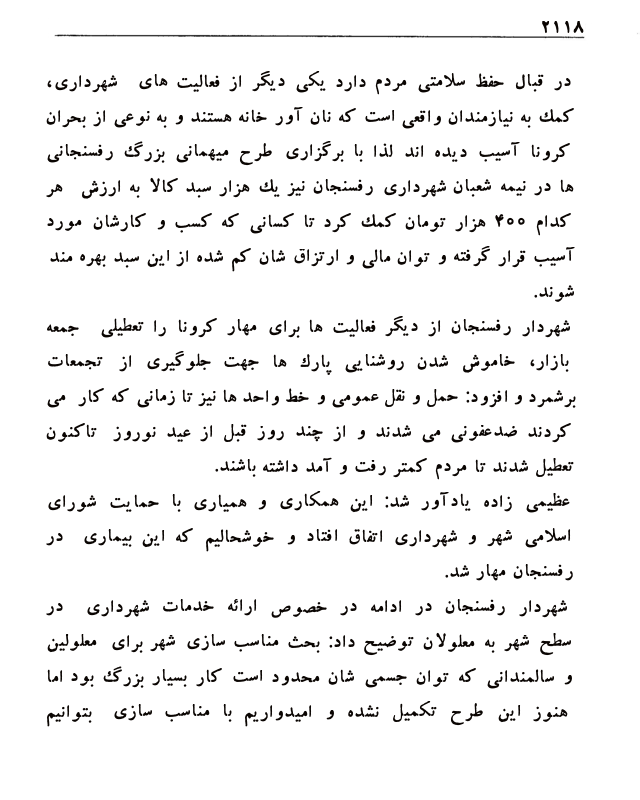 ۲۱۱۸
در قبال حفظ سلامتی مردم دارد یکی دیگر از فعالیت های شهرداری،
کمك به نیازمندان واقعی است که نان آور خانه هستند و به نوعی از بحران
کرونا آسیب دیده اند لذا با برگزاری طرح میهمانی بزرگ رفسنجانی
ها در نیمه شعبان شهرداری رفسنجان نیز یك هزار سبد کالا به ارزش هر
کدام ۴۰۰ هزار تومان کمك کرد تا کسانی که کسب و کارشان مورد
آسیب قرار گرفته و توان مالی و ارتزاق شان کم شده از این سبد بهره مند
شوند.
شهردار رفسنجان از دیگر فعالیت ها برای مهار کرونا را تعطیلی جمعه
بازار، خاموش شدن روشنایی پارك ها جهت جلوگیری از تجمعات
برشمرد و افزود: حمل و نقل عمومی و خط واحد ها نیز تا زمانی که کار می
کردند ضدعفونی می شدند و از چند روز قبل از عید نوروز تاکنون
تعطیل شدند تا مردم کمتر رفت و آمد داشته باشند.
عظیمی زاده یادآور شد: این همکاری و همیاری با حمایت شورای
اسلامی شهر و شهرداری اتفاق افتاد و خوشحالیم که این بیماری در
رفسنجان مهار شد.
شهردار رفسنجان در ادامه در خصوص ارائه خدمات شهرداری در
سطح شهر به معلولان توضیح داد: بحث مناسب سازی شهر برای معلولین
و سالمندانی که توان جسمی شان محدود است کار بسیار بزرگ بود اما
هنوز این طرح تکمیل نشده و امیدواریم با مناسب سازی بتوانیم